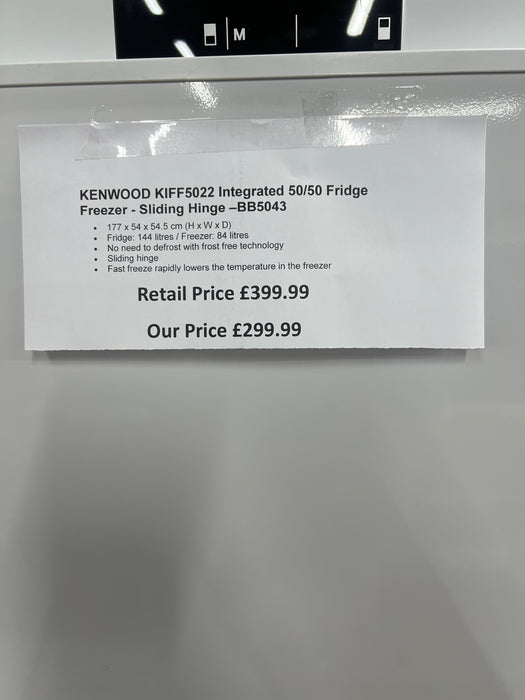 M
KENWOOD KIFF5022 Integrated 50/50 Fridge
Freezer - Sliding Hinge –BB5043
• 177 x 54 x 54.5 cm (H x W x D)
• Fridge: 144 litres / Freezer: 84 litres
• No need to defrost with frost free technology
• Sliding hinge
• Fast freeze rapidly lowers the temperature in the freezer
Retail Price £399.99
Our Price £299.99